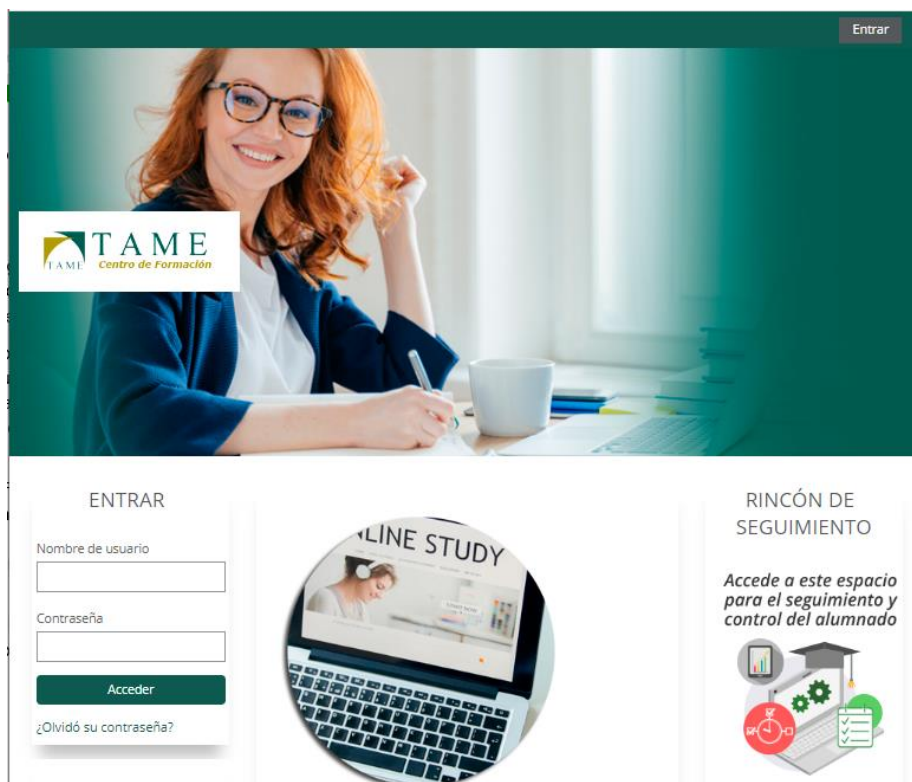 Entrar
TAME
TAME
Centro de Formación
ENTRAR
Nombre de usuario
Contraseña
Acceder
¿Olvidó su contraseña?
NLINE STUDY
RINCÓN DE
SEGUIMIENTO
Accede a este espacio
para el seguimiento y
control del alumnado